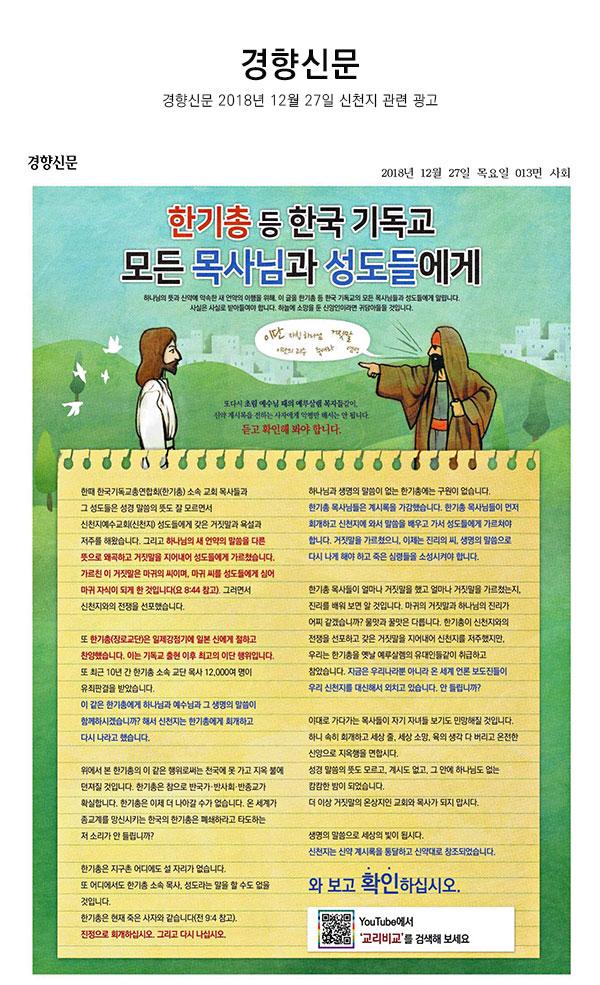 경향신문
경향신문 2018년 12월 27일 신천지 관련 광고
경향신문
2018년 12월 27일 목요일 013면 사회
한기총 등 한국 기독교
모든 목사님과 성도들에게
하나님의 뜻과 신약에 약속한 새 언약의 이행을 위해, 이 글을 한기총 등 한국 기독교의 모든 목사님들과 성도들에게 알립니다.
사실은 사실로 받아들여야 합니다. 하늘에 소망을 둔 신앙인이라면 귀담아들을 것입니다.
이단 거짓말
또다시 초림 예수님 때의 예루살렘 목자들같이,
신약 계시록을 전하는 사자에게 악평만 해서는 안 됩니다.
듣고 확인해 봐야 합니다.
한때 한국기독교총연합회(한기총) 소속 교회 목사들과
그 성도들은 성경 말씀의 뜻도 잘 모르면서
신천지예수교회(신천지) 성도들에게 갖은 거짓말과 욕설과
저주를 해왔습니다. 그리고 하나님의 새 언약의 말씀을 다른
뜻으로 왜곡하고 거짓말을 지어내어 성도들에게 가르쳤습니다.
가르친 이 거짓말은 마귀의 씨이며, 마귀 씨를 성도들에게 심어
마귀 자식이 되게 한 것입니다(요 8:44 참고). 그러면서
신천지와의 전쟁을 선포했습니다.
또 한기총(장로교단)은 일제강점기에 일본 신에게 절하고
찬양했습니다. 이는 기독교 출현 이후 최고의 이단 행위입니다.
또 최근 10년 간 한기총 소속 교단 목사 12,000여 명이
유죄판결을 받았습니다.
이 같은 한기총에게 하나님과 예수님과 그 생명의 말씀이
함께하시겠습니까? 해서 신천지는 한기총에게 회개하고
다시 나라고 했습니다.
위에서 본 한기총의 이 같은 행위로써는 천국에 못 가고 지옥 불에
던져질 것입니다. 한기총은 참으로 반국가·반사회·반종교가
확실합니다. 한기총은 이제 더 나아갈 수가 없습니다. 온 세계가
종교계를 망신시키는 한국의 한기총은 폐쇄하라고 타도하는
저 소리가 안 들립니까?
한기총은 지구촌 어디에도 설 자리가 없습니다.
또 어디에서도 한기총 소속 목사, 성도라는 말을 할 수도 없을
것입니다.
한기총은 현재 죽은 사자와 같습니다(전 9:4 참고).
진정으로 회개하십시오. 그리고 다시 나십시오.
하나님과 생명의 말씀이 없는 한기총에는 구원이 없습니다.
한기총 목사님들은 계시록을 가감했습니다. 한기총 목사님들이 먼저
회개하고 신천지에 와서 말씀을 배우고 가서 성도들에게 가르쳐야
합니다. 거짓말을 가르쳤으니, 이제는 진리의 씨, 생명의 말씀으로
다시 나게 해야 하고 죽은 심령들을 소성시켜야 합니다.
한기총 목사들이 얼마나 거짓말을 했고 얼마나 거짓말을 가르쳤는지,
진리를 배워 보면 알 것입니다. 마귀의 거짓말과 하나님의 진리가
어찌 같겠습니까? 물맛과 꿀맛은 다릅니다. 한기총이 신천지와의
전쟁을 선포하고 갖은 거짓말을 지어내어 신천지를 저주했지만,
우리는 한기총을 옛날 예루살렘의 유대인들같이 취급하고
참았습니다. 지금은 우리나라뿐 아니라 온 세계 언론 보도진들이
우리 신천지를 대신해서 외치고 있습니다. 안 들립니까?
이대로 가다가는 목사들이 자기 자녀들 보기도 민망해질 것입니다.
하니 속히 회개하고 세상 줄, 세상 소망, 육의 생각 다 버리고 온전한
신앙으로 지옥행을 면합시다.
성경 말씀의 뜻도 모르고, 계시도 없고, 그 안에 하나님도 없는
캄캄한 밤이 되었습니다.
더 이상 거짓말의 온상지인 교회와 목사가 되지 맙시다.
생명의 말씀으로 세상의 빛이 됩시다.
신천지는 신약 계시록을 통달하고 신약대로 창조되었습니다.
와 보고 확인하십시오.
YouTube에서
'교리비교'를 검색해 보세요